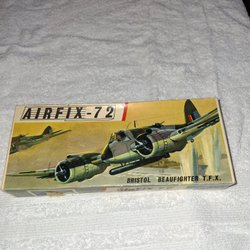 AIRFIX-72
BRISTOL BEAUFIGHTER T.F.X.